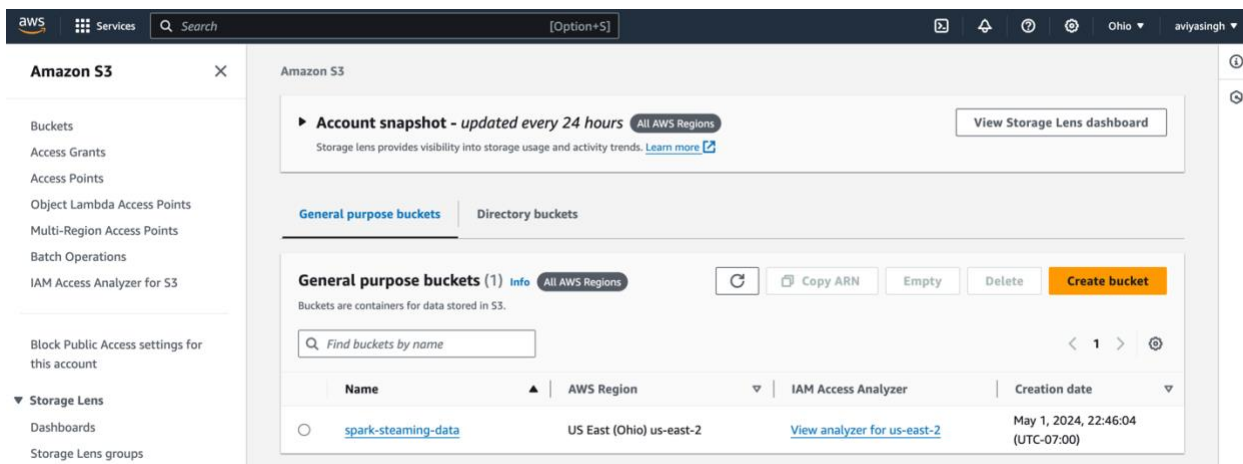 aws Services Search [Option+S] Ohio aviyasingh
Amazon S3
Buckets
Access Grants
Access Points
Object Lambda Access Points
Multi-Region Access Points
Batch Operations
IAM Access Analyzer for S3
Block Public Access settings for
this account
Storage Lens
Dashboards
Storage Lens groups
Amazon S3
Account snapshot - updated every 24 hours All AWS Regions
View Storage Lens dashboard
Storage lens provides visibility into storage usage and activity trends. Learn more
General purpose buckets Directory buckets
General purpose buckets (1) Info All AWS Regions
Copy ARN Empty Delete Create bucket
Buckets are containers for data stored in S3.
Find buckets by name
1
Name AWS Region IAM Access Analyzer Creation date
spark-steaming-data US East (Ohio) us-east-2 View analyzer for us-east-2 May 1, 2024, 22:46:04
(UTC-07:00)